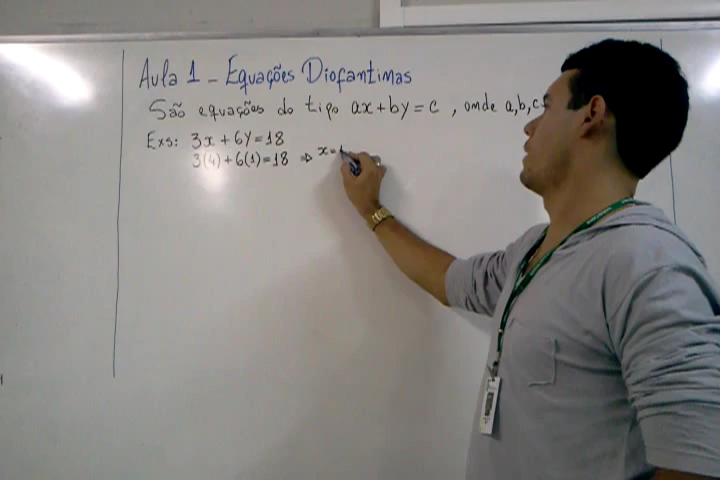 Aula 1 - Equações Diofantinas
São equações do tipo ax + by = c , onde a,b,c
Exs: 3x + 6y = 18
3(4) + 6(1) = 18 ⇒ x =